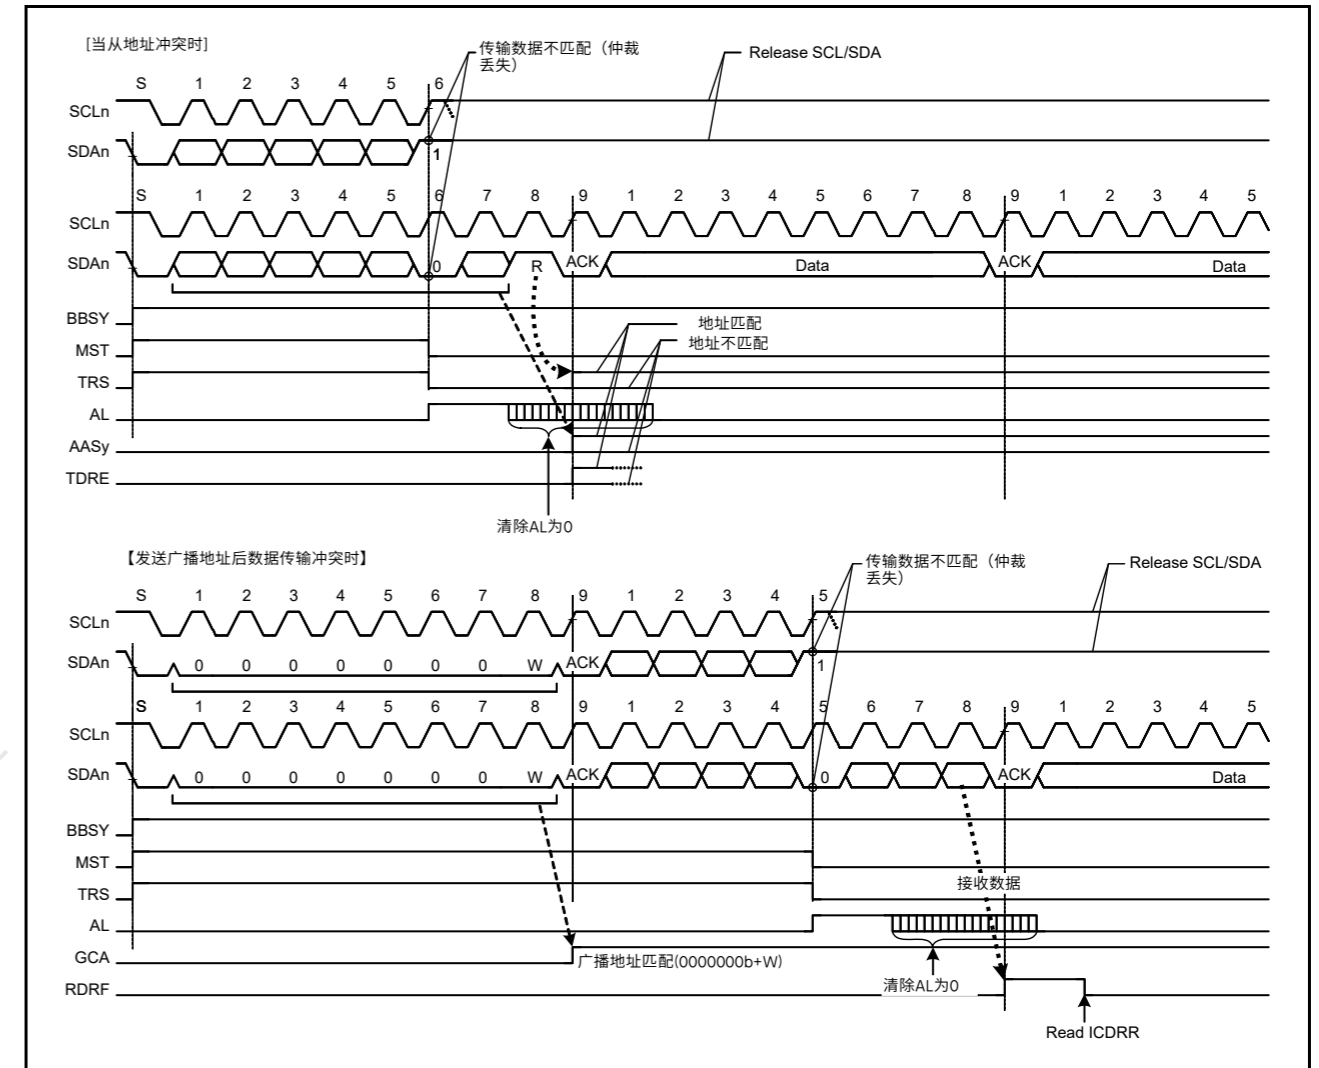 [当从地址冲突时]
传输数据不匹配（仲裁
丢失）
Release SCL/SDA
S 1 2 3 4 5 6
SCLn
SDAn
1
S 1 2 3 4 5 6 7 8 9 1 2 3 4 5 6 7 8 9 1 2 3 4 5
SCLn
SDAn 0 R ACK Data ACK Data
BBSY
地址匹配
MST
地址不匹配
TRS
AL
AASy
TDRE
清除AL为0
【发送广播地址后数据传输冲突时】
传输数据不匹配（仲裁
丢失）
Release SCL/SDA
S 1 2 3 4 5 6 7 8 9 1 2 3 4 5
SCLn
SDAn 0 0 0 0 0 0 0 W ACK 1
S 1 2 3 4 5 6 7 8 9 1 2 3 4 5 6 7 8 9 1 2 3 4 5
SCLn
SDAn 0 0 0 0 0 0 0 W ACK 0 ACK Data
BBSY
MST
接收数据
TRS
AL
GCA
广播地址匹配(0000000b+W)
清除AL为0
RDRF
Read ICDRR